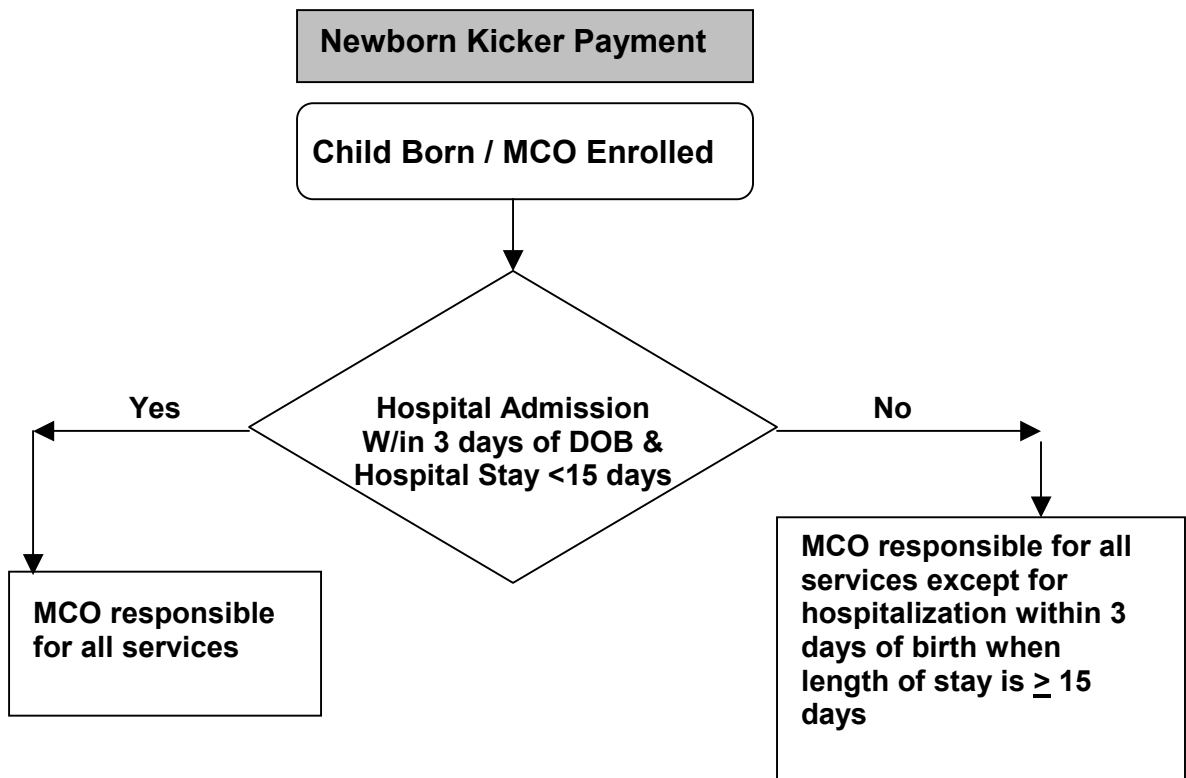 Newborn Kicker Payment
Child Born / MCO Enrolled
Yes
Hospital Admission
W/in 3 days of DOB &
Hospital Stay <15 days
No
MCO responsible
for all services
MCO responsible for all
services except for
hospitalization within 3
days of birth when
length of stay is ≥ 15
days